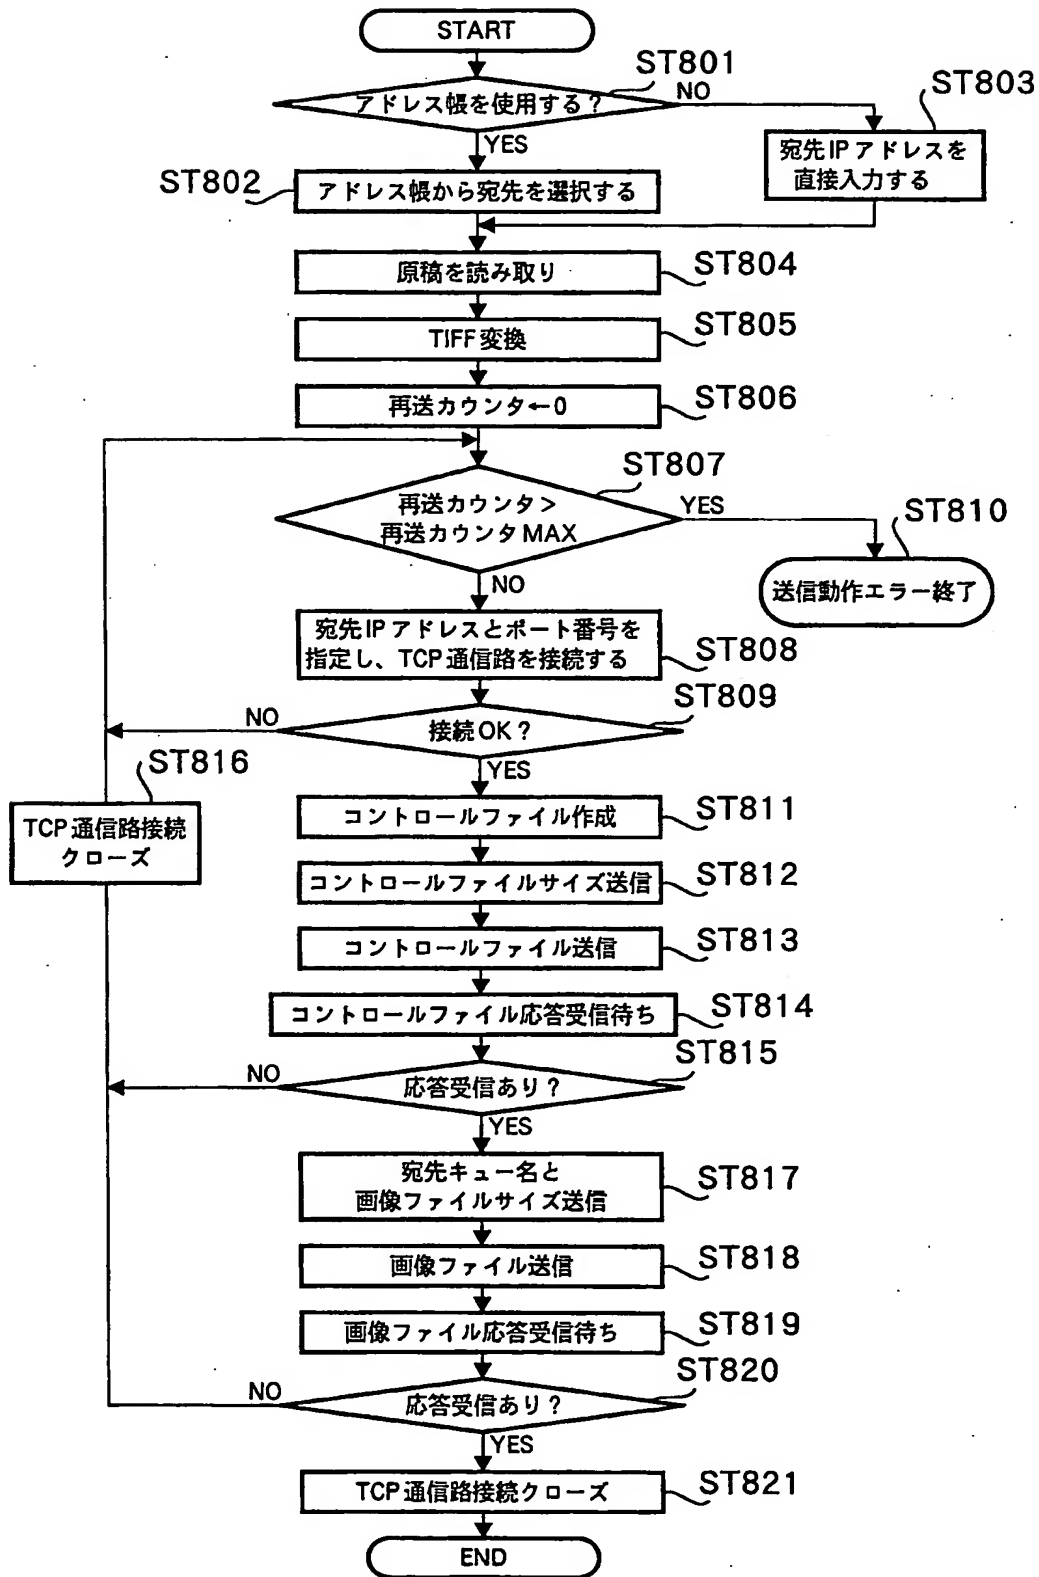 START
ST801
アドレス帳を使用する?
NO
ST803
YES
宛先IPアドレスを
直接入力する
ST802
アドレス帳から宛先を選択する
原稿を読み取り
ST804
TIFF変換
ST805
再送カウンタ←0
ST806
ST807
再送カウンタ>
再送カウンタMAX
YES
ST810
送信動作エラー終了
NO
宛先IPアドレスとポート番号を
指定し、TCP通信路を接続する
ST808
ST809
接続OK?
NO
YES
ST816
TCP通信路接続
クローズ
コントロールファイル作成
ST811
コントロールファイルサイズ送信
ST812
コントロールファイル送信
ST813
コントロールファイル応答受信待ち
ST814
ST815
応答受信あり?
NO
YES
宛先キュー名と
画像ファイルサイズ送信
ST817
画像ファイル送信
ST818
画像ファイル応答受信待ち
ST819
ST820
応答受信あり?
NO
YES
TCP通信路接続クローズ
ST821
END